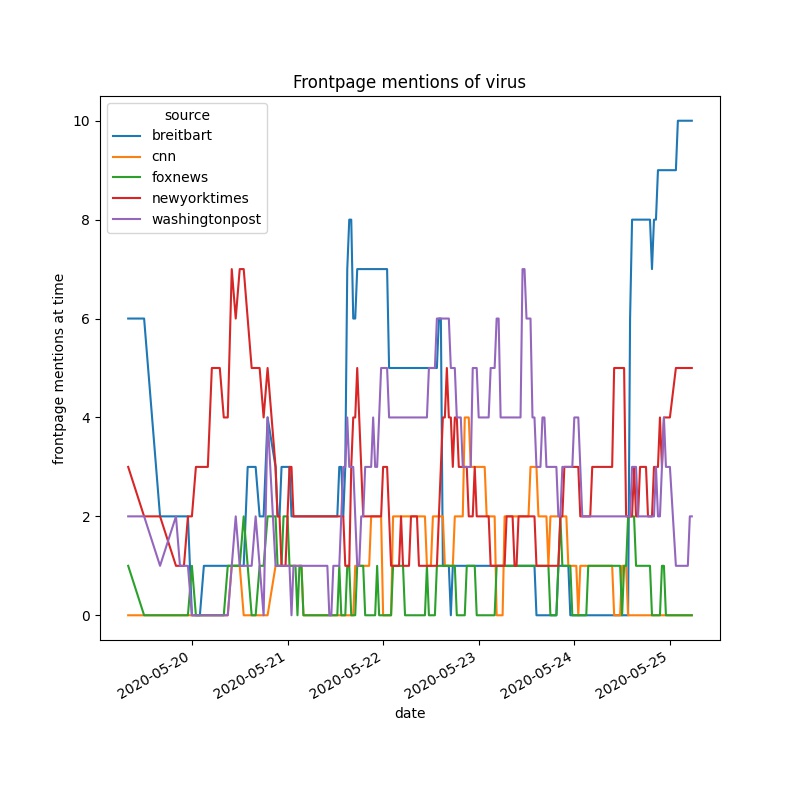 Frontpage mentions of virus
source
breitbart
cnn
foxnews
newyorktimes
washingtonpost
frontpage mentions at time
10
8
6
4
2
0
2020-05-20
2020-05-21
2020-05-22
2020-05-23
2020-05-24
2020-05-25
date